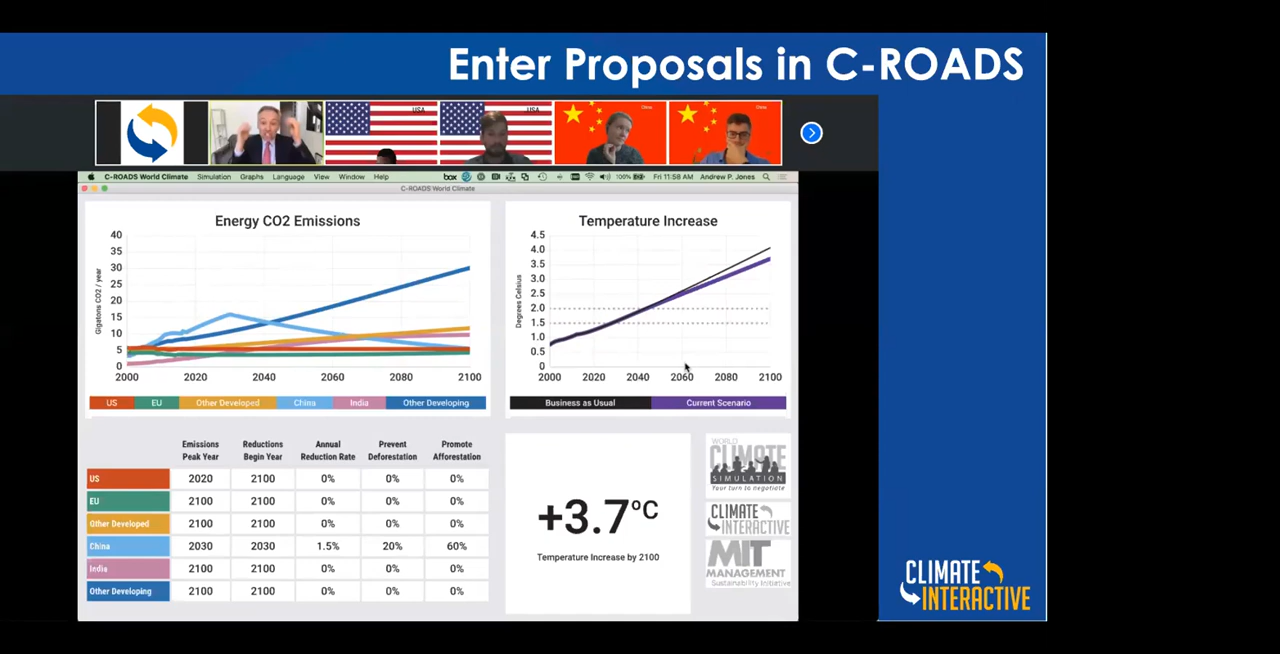 Enter Proposals in C-ROADS
USA
USA
China
China
C-ROADS World Climate Simulation Graphs Language View Window Help
box 100% Fri 11:58 AM Andrew P. Jones
C-ROADS World Climate
Energy CO2 Emissions
Gigatons CO2 / year
40
35
30
25
20
15
10
5
0
2000 2020 2040 2060 2080 2100
US EU Other Developed China India Other Developing
Temperature Increase
Degrees Celsius
4.5
4.0
3.5
3.0
2.5
2.0
1.5
1.0
0.5
0
2000 2020 2040 2060 2080 2100
Business as Usual Current Scenario
Emissions Peak Year Reductions Begin Year Annual Reduction Rate Prevent Deforestation Promote Afforestation
US 2020 2100 0% 0% 0%
EU 2100 2100 0% 0% 0%
Other Developed 2100 2100 0% 0% 0%
China 2030 2030 1.5% 20% 60%
India 2100 2100 0% 0% 0%
Other Developing 2100 2100 0% 0% 0%
+3.7°C
Temperature Increase by 2100
WORLD
CLIMATE
SIMULATION
Your turn to negotiate
CLIMATE
INTERACTIVE
MIT
MANAGEMENT
Sustainability Initiative
CLIMATE
INTERACTIVE